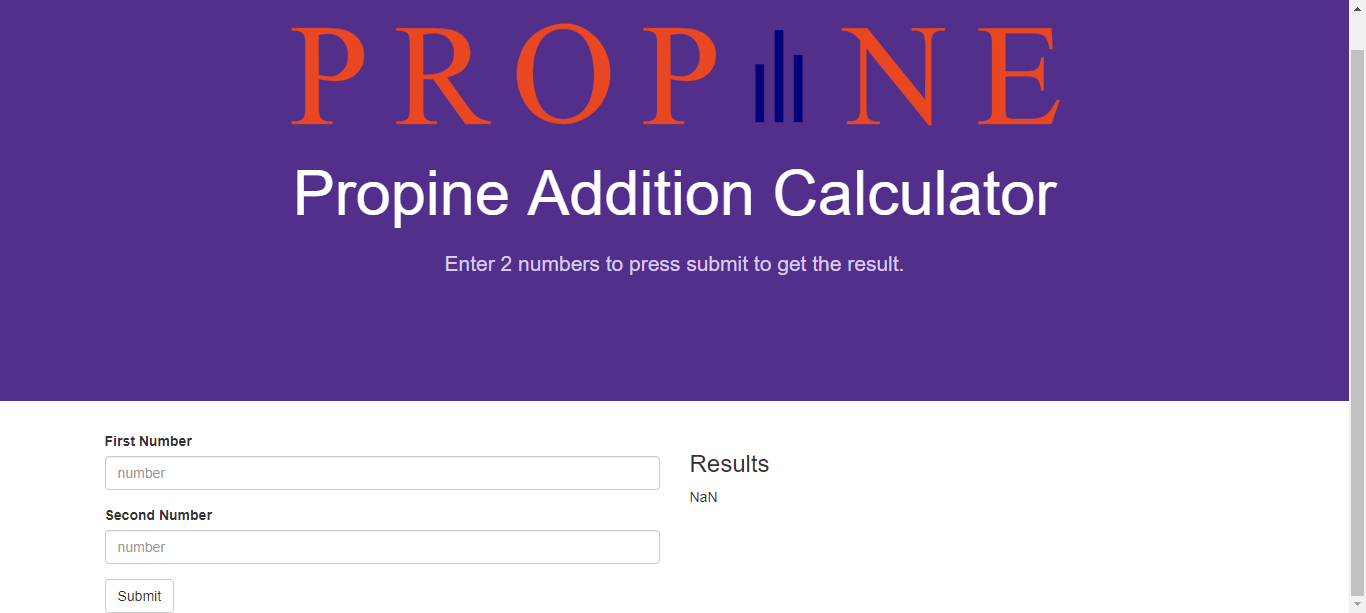 PROPINE
Propine Addition Calculator
Enter 2 numbers to press submit to get the result.
First Number
number
Second Number
number
Submit
Results
NaN